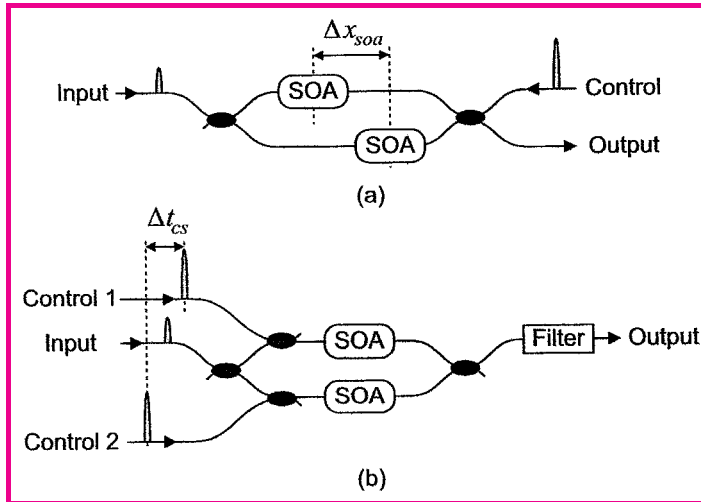 Δx_soa
Input
SOA
Control
SOA
Output
(a)
Δt_cs
Control 1
Input
SOA
Filter
Output
SOA
Control 2
(b)